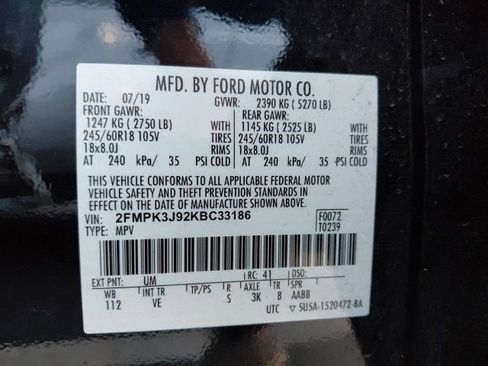 MFD. BY FORD MOTOR CO.
DATE: 07/19 GVWR: 2390 KG ( 5270 LB)
FRONT GAWR: REAR GAWR:
1247 KG ( 2750 LB) 1145 KG ( 2525 LB)
245/60R18 105V TIRES 245/60R18 105V TIRES
18x8.0J RIMS 18x8.0J RIMS
AT 240 kPa/ 35 PSI COLD AT 240 kPa/ 35 PSI COLD
THIS VEHICLE CONFORMS TO ALL APPLICABLE FEDERAL MOTOR
VEHICLE SAFETY AND THEFT PREVENTION STANDARDS IN
EFFECT ON THE DATE OF MANUFACTURE SHOWN ABOVE.
VIN: 2FMPK3J92KBC33186 F0072
TYPE: MPV T0239
EXT PNT: UM RC: 41 DSO:
WB INT TR TP/PS R AXLE TR SPR
112 VE S 3K 8 AABB
UTC 5U5A-1520472-BA